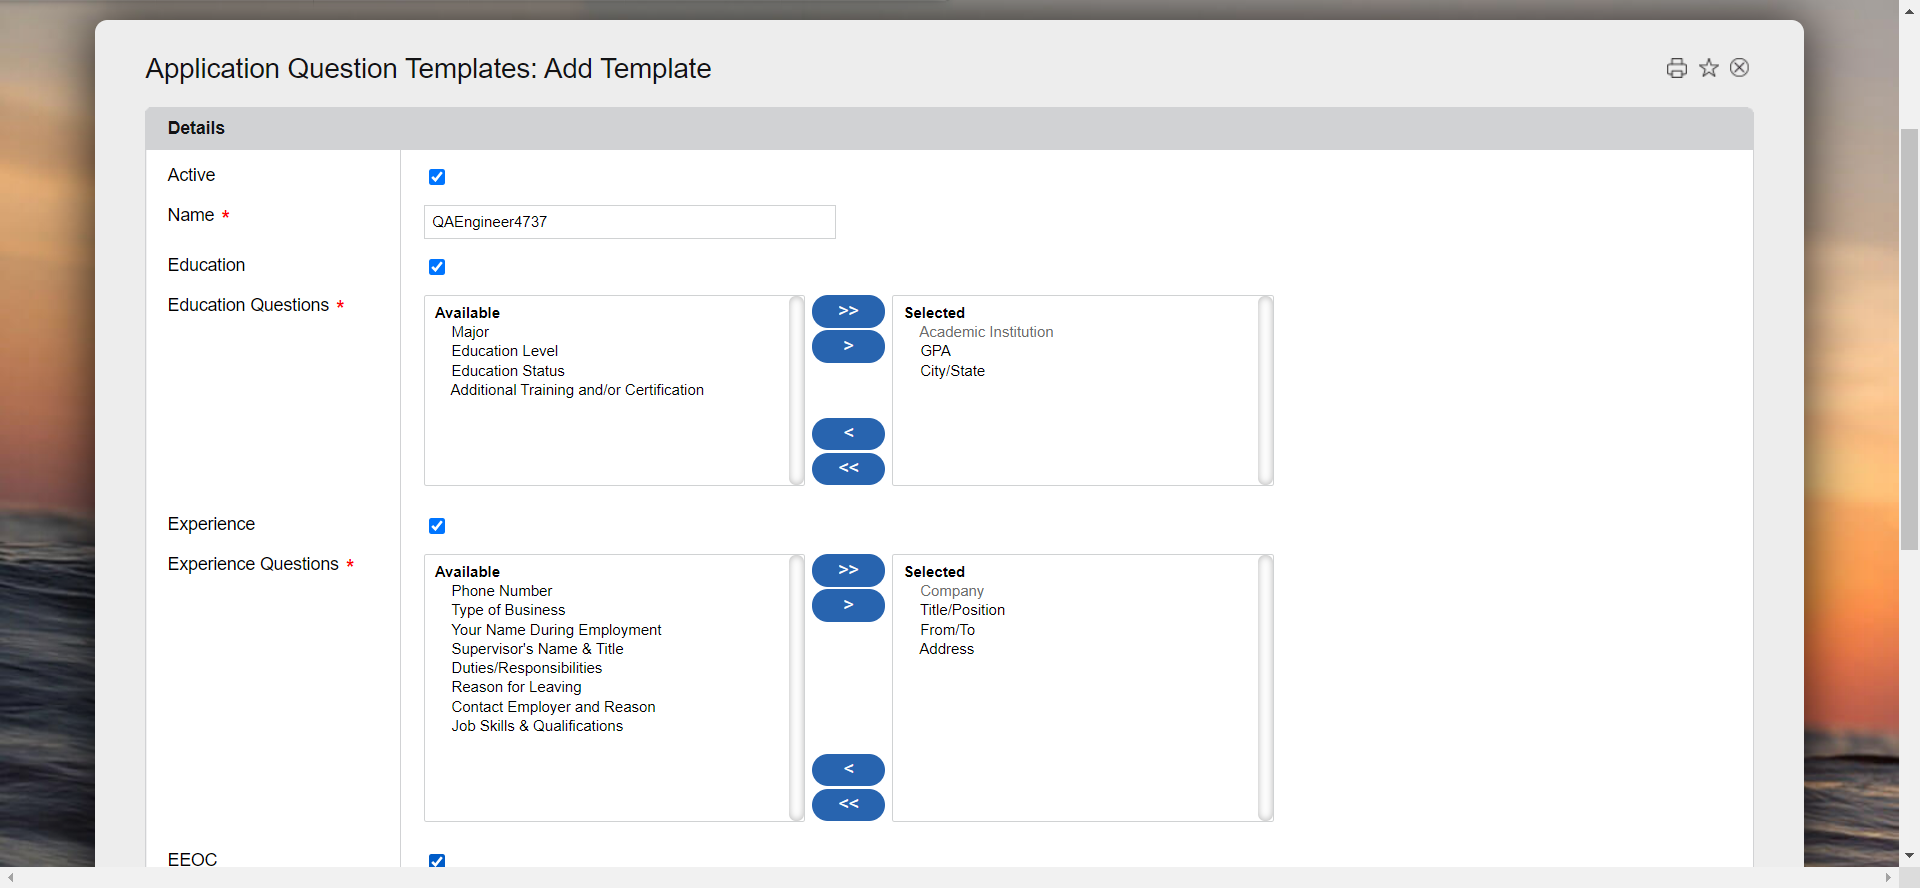 Application Question Templates: Add Template
Details
Active
Name *
QAEngineer4737
Education
Education Questions *
Available
Major
Education Level
Education Status
Additional Training and/or Certification
>>
>
<
<<
Selected
Academic Institution
GPA
City/State
Experience
Experience Questions *
Available
Phone Number
Type of Business
Your Name During Employment
Supervisor's Name & Title
Duties/Responsibilities
Reason for Leaving
Contact Employer and Reason
Job Skills & Qualifications
>>
>
<
<<
Selected
Company
Title/Position
From/To
Address
EEOC